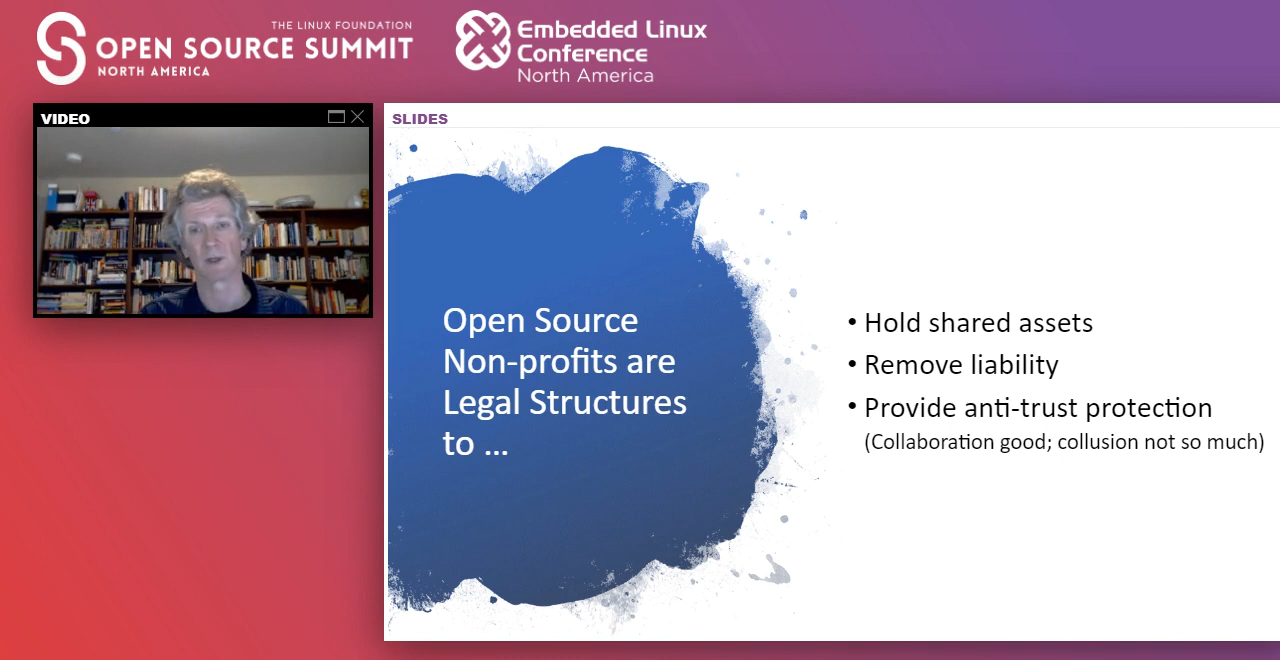 THE LINUX FOUNDATION
OPEN SOURCE SUMMIT
NORTH AMERICA
Embedded Linux
Conference
North America
VIDEO
SLIDES
Open Source
Non-profits are
Legal Structures
to ...
• Hold shared assets
• Remove liability
• Provide anti-trust protection
(Collaboration good; collusion not so much)